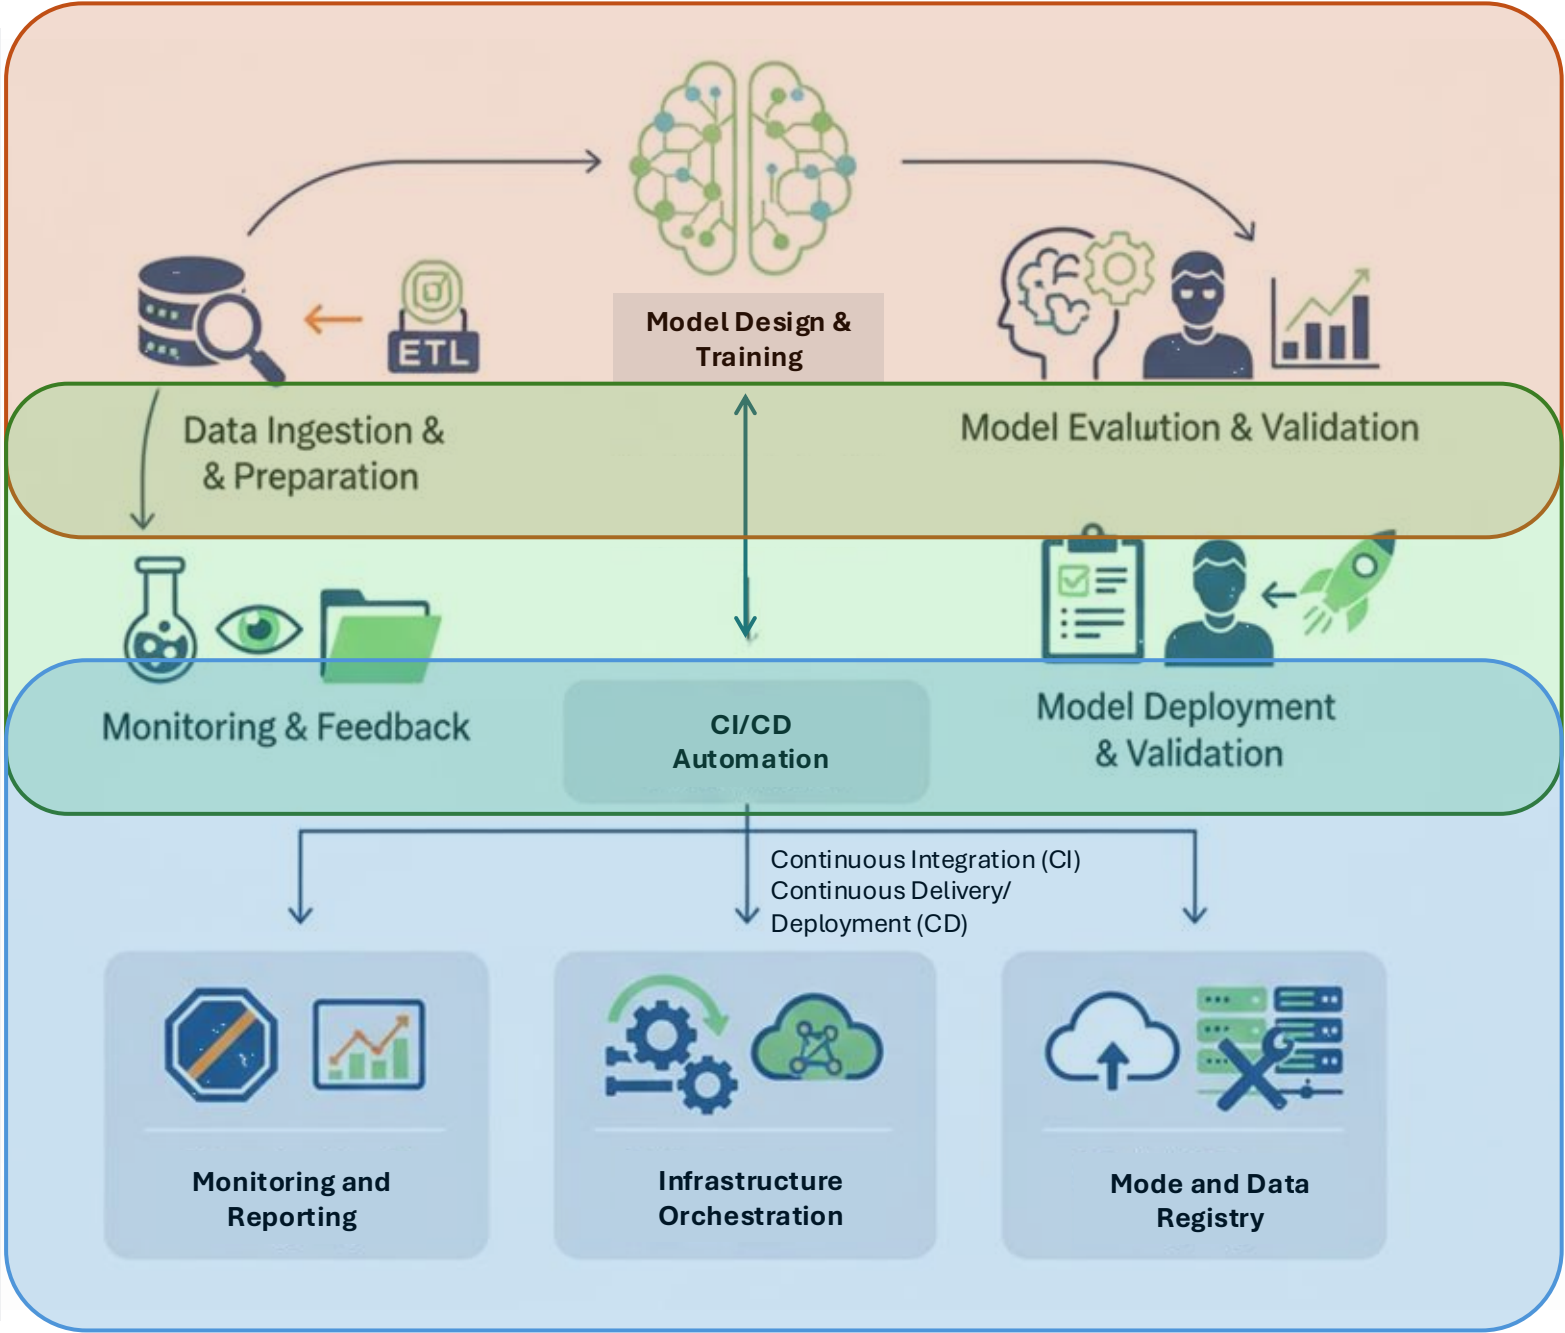 ETL
Model Design &
Training
Data Ingestion &
& Preparation
Model Evalution & Validation
Monitoring & Feedback
CI/CD
Automation
Model Deployment
& Validation
Continuous Integration (CI)
Continuous Delivery/
Deployment (CD)
Monitoring and
Reporting
Infrastructure
Orchestration
Mode and Data
Registry